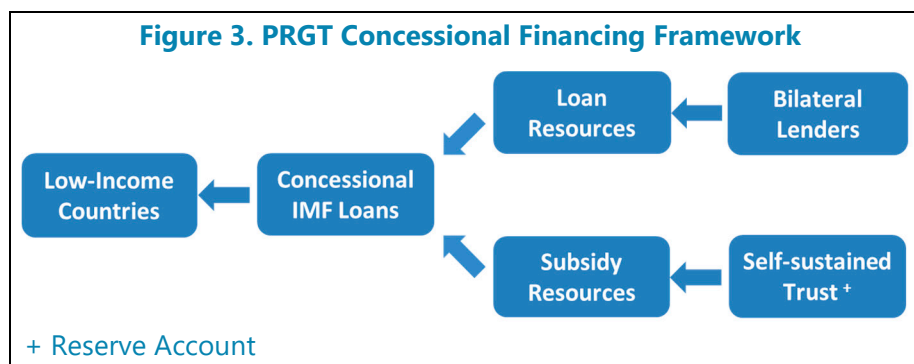 Figure 3. PRGT Concessional Financing Framework
Loan
Resources
Bilateral
Lenders
Low-Income
Countries
Concessional
IMF Loans
Subsidy
Resources
Self-sustained
Trust +
+ Reserve Account